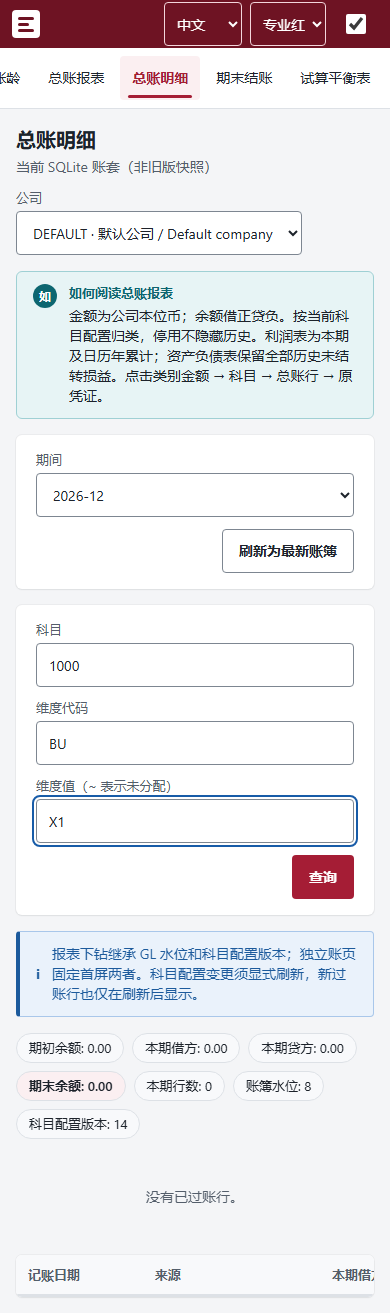 中文
专业红
账龄
总账报表
总账明细
期末结账
试算平衡表
总账明细
当前 SQLite 账套（非旧版快照）
公司
DEFAULT · 默认公司 / Default company
如
如何阅读总账报表
金额为公司本位币；余额借正贷负。按当前科
目配置归类，停用不隐藏历史。利润表为本期
及日历年累计；资产负债表保留全部历史未结
转损益。点击类别金额 → 科目 → 总账行 → 原
凭证。
期间
2026-12
刷新为最新账簿
科目
1000
维度代码
BU
维度值（~ 表示未分配）
X1
查询
i
报表下钻继承 GL 水位和科目配置版本；独立账页
固定首屏两者。科目配置变更须显式刷新，新过
账行也仅在刷新后显示。
期初余额: 0.00
本期借方: 0.00
本期贷方: 0.00
期末余额: 0.00
本期行数: 0
账簿水位: 8
科目配置版本: 14
没有已过账行。
记账日期
来源
本期借方